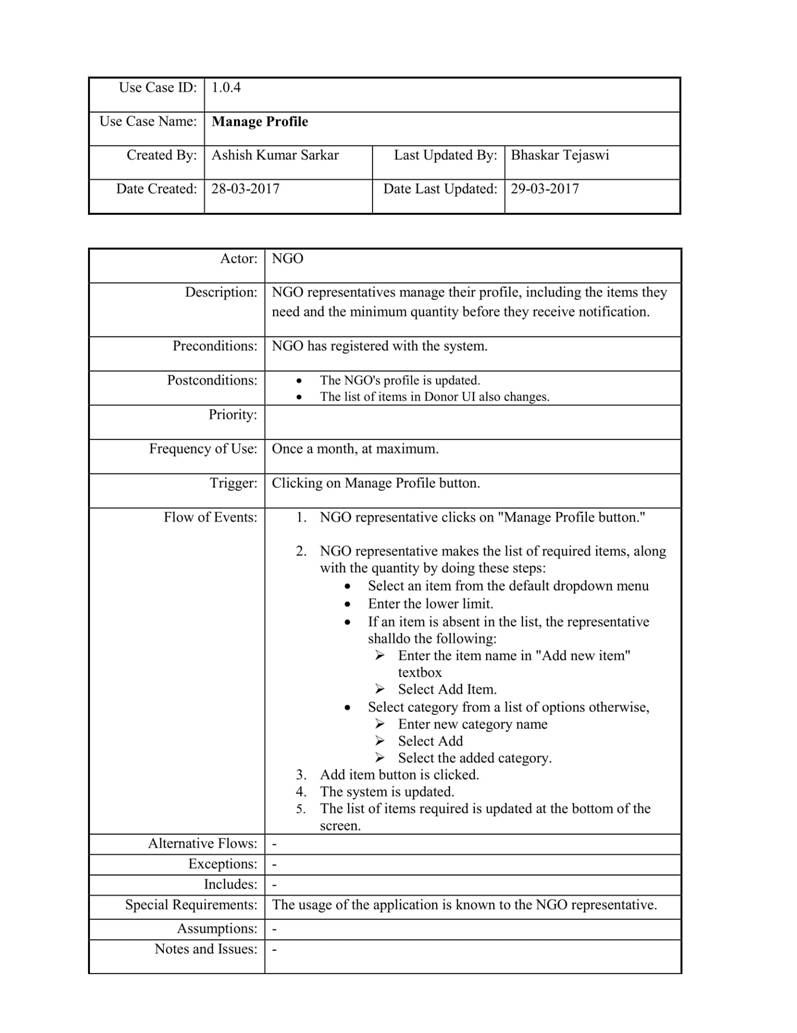 Use Case ID: 1.0.4
Use Case Name: Manage Profile
Created By: Ashish Kumar Sarkar Last Updated By: Bhaskar Tejaswi
Date Created: 28-03-2017 Date Last Updated: 29-03-2017
Actor: NGO
Description: NGO representatives manage their profile, including the items they
need and the minimum quantity before they receive notification.
Preconditions: NGO has registered with the system.
Postconditions: • The NGO's profile is updated.
• The list of items in Donor UI also changes.
Priority:
Frequency of Use: Once a month, at maximum.
Trigger: Clicking on Manage Profile button.
Flow of Events: 1. NGO representative clicks on "Manage Profile button."
2. NGO representative makes the list of required items, along
with the quantity by doing these steps:
• Select an item from the default dropdown menu
• Enter the lower limit.
• If an item is absent in the list, the representative
shalldo the following:
➢ Enter the item name in "Add new item"
textbox
➢ Select Add Item.
• Select category from a list of options otherwise,
➢ Enter new category name
➢ Select Add
➢ Select the added category.
3. Add item button is clicked.
4. The system is updated.
5. The list of items required is updated at the bottom of the
screen.
Alternative Flows: -
Exceptions: -
Includes: -
Special Requirements: The usage of the application is known to the NGO representative.
Assumptions: -
Notes and Issues: -